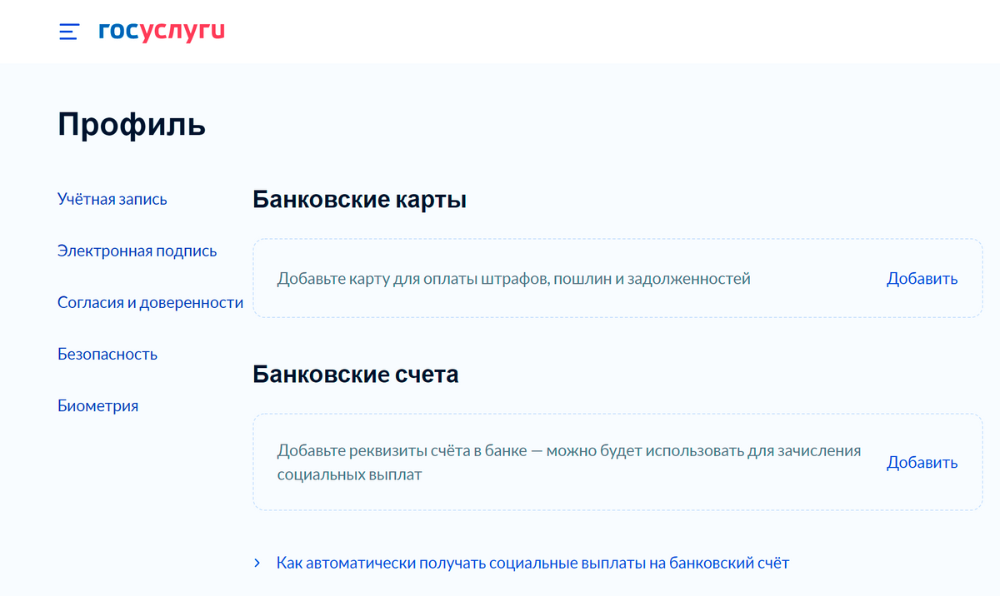 госуслуги
Профиль
Учётная запись
Электронная подпись
Согласия и доверенности
Безопасность
Биометрия
Банковские карты
Добавьте карту для оплаты штрафов, пошлин и задолженностей
Добавить
Банковские счета
Добавьте реквизиты счёта в банке — можно будет использовать для зачисления
социальных выплат
Добавить
Как автоматически получать социальные выплаты на банковский счёт